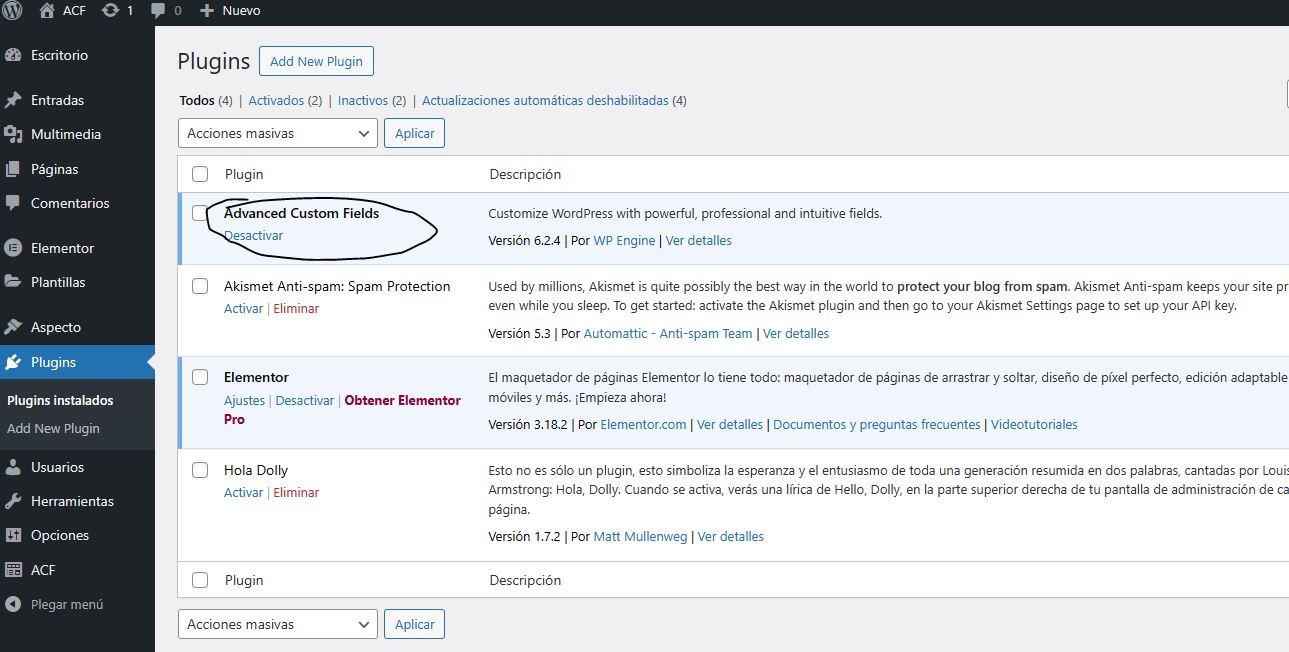 ACF 1 0 Nuevo
Escritorio
Entradas
Multimedia
Páginas
Comentarios
Elementor
Plantillas
Aspecto
Plugins
Plugins instalados
Add New Plugin
Usuarios
Herramientas
Opciones
ACF
Plegar menú
Plugins Add New Plugin
Todos (4) | Activados (2) | Inactivos (2) | Actualizaciones automáticas deshabilitadas (4)
Acciones masivas Aplicar
Plugin Descripción
Advanced Custom Fields
Desactivar
Customize WordPress with powerful, professional and intuitive fields.
Versión 6.2.4 | Por WP Engine | Ver detalles
Akismet Anti-spam: Spam Protection
Activar | Eliminar
Used by millions, Akismet is quite possibly the best way in the world to protect your blog from spam. Akismet Anti-spam keeps your site pr
even while you sleep. To get started: activate the Akismet plugin and then go to your Akismet Settings page to set up your API key.
Versión 5.3 | Por Automattic - Anti-spam Team | Ver detalles
Elementor
Ajustes | Desactivar | Obtener Elementor
Pro
El maquetador de páginas Elementor lo tiene todo: maquetador de páginas de arrastrar y soltar, diseño de píxel perfecto, edición adaptable
móviles y más. ¡Empieza ahora!
Versión 3.18.2 | Por Elementor.com | Ver detalles | Documentos y preguntas frecuentes | Videotutoriales
Hola Dolly
Activar | Eliminar
Esto no es sólo un plugin, esto simboliza la esperanza y el entusiasmo de toda una generación resumida en dos palabras, cantadas por Louis
Armstrong: Hola, Dolly. Cuando se activa, verás una lírica de Hello, Dolly, en la parte superior derecha de tu pantalla de administración de ca
página.
Versión 1.7.2 | Por Matt Mullenweg | Ver detalles
Plugin Descripción
Acciones masivas Aplicar